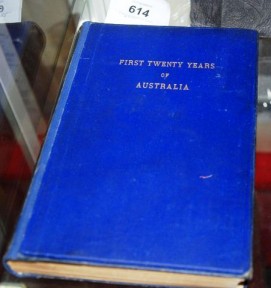 614
FIRST TWENTY YEARS
OF
AUSTRALIA